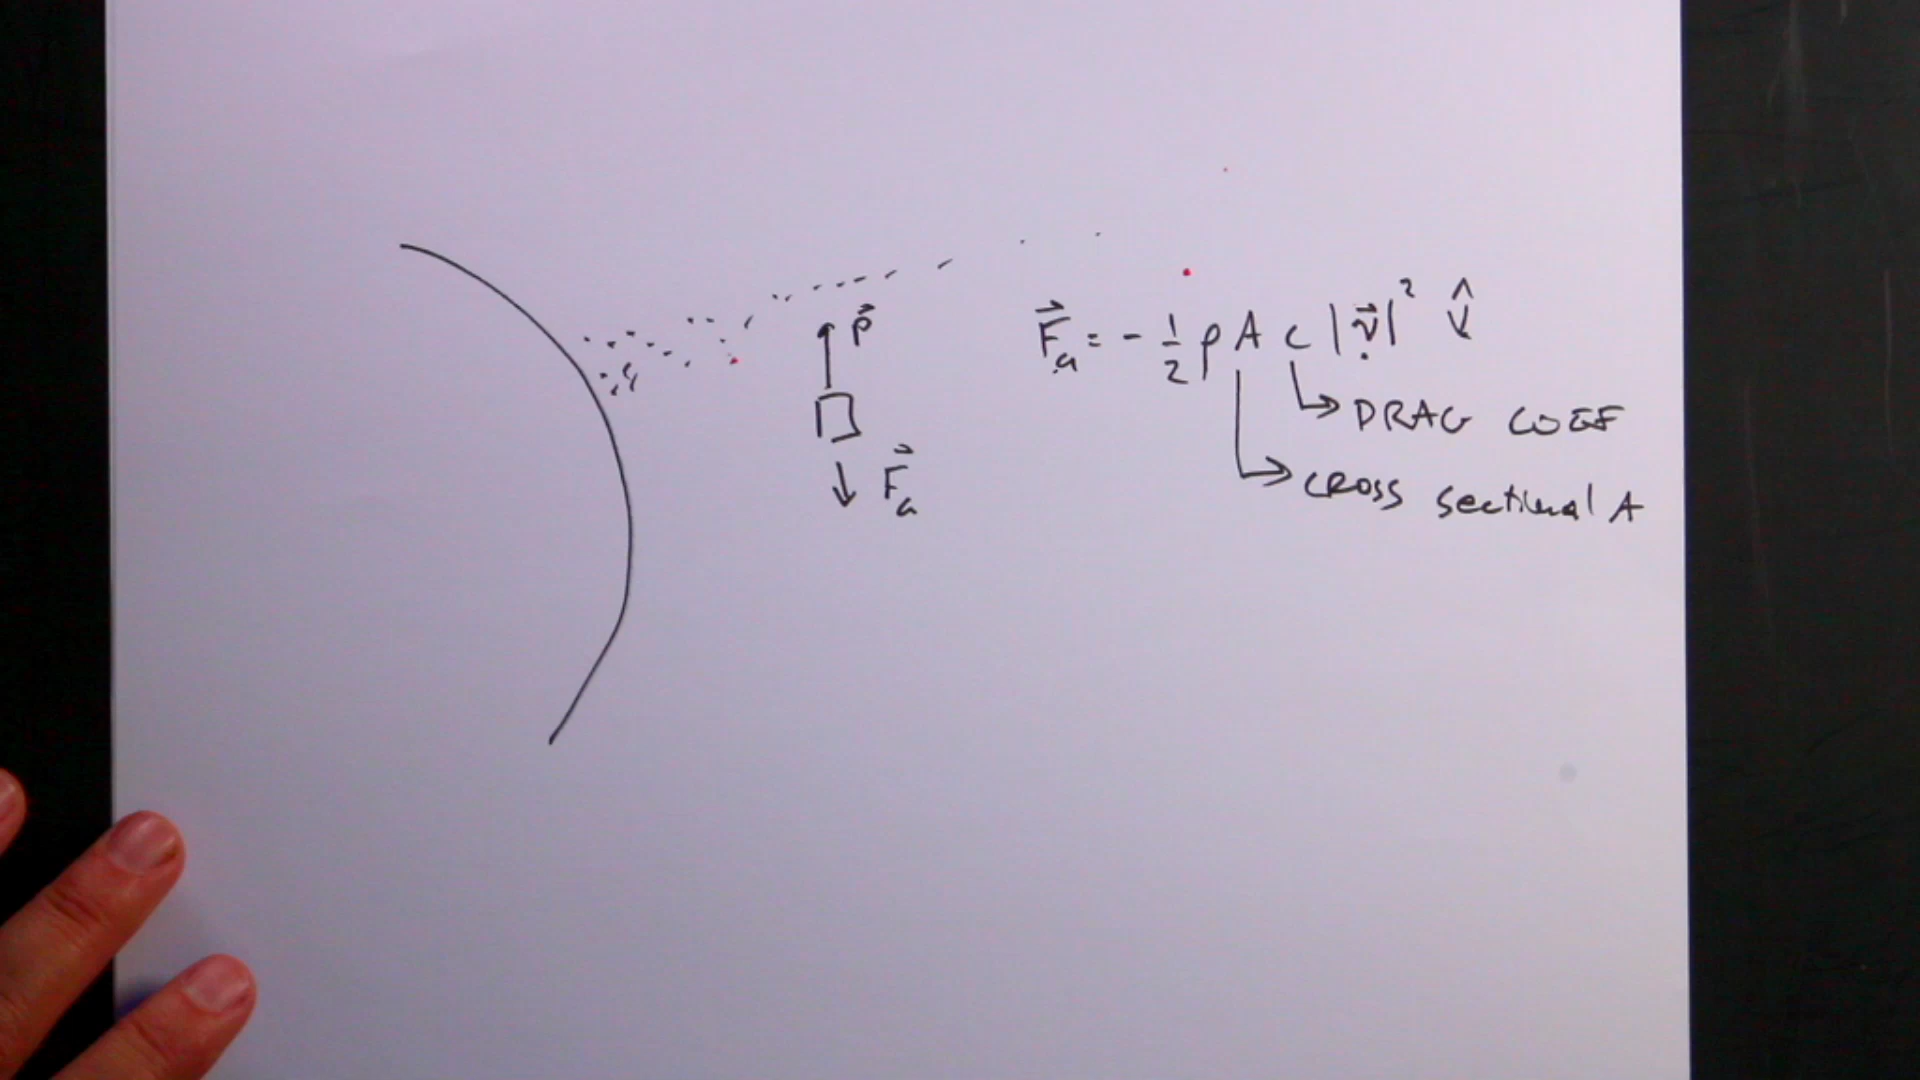 p⃗
F⃗a = - 1/2 ρ A C |v⃗|² v̂
DRAG COEF
F⃗a
CROSS sectional A